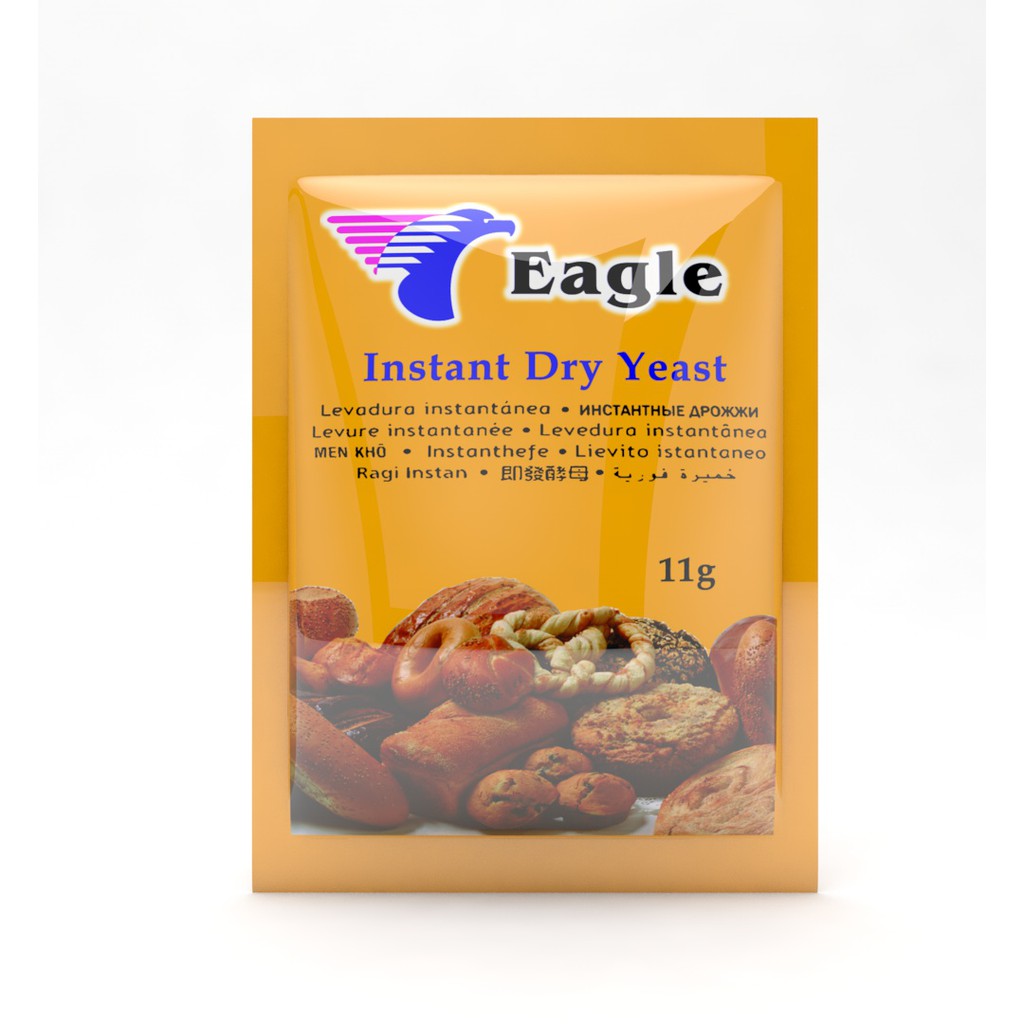 Eagle
Instant Dry Yeast
Levadura instantánea • ИНСТАНТНЫЕ ДРОЖЖИ
Levure instantanée • Levedura instantânea
MEN KHÔ • Instanthefe • Lievito istantaneo
Ragi Instan • 即發酵母 • خميرة فورية
11g